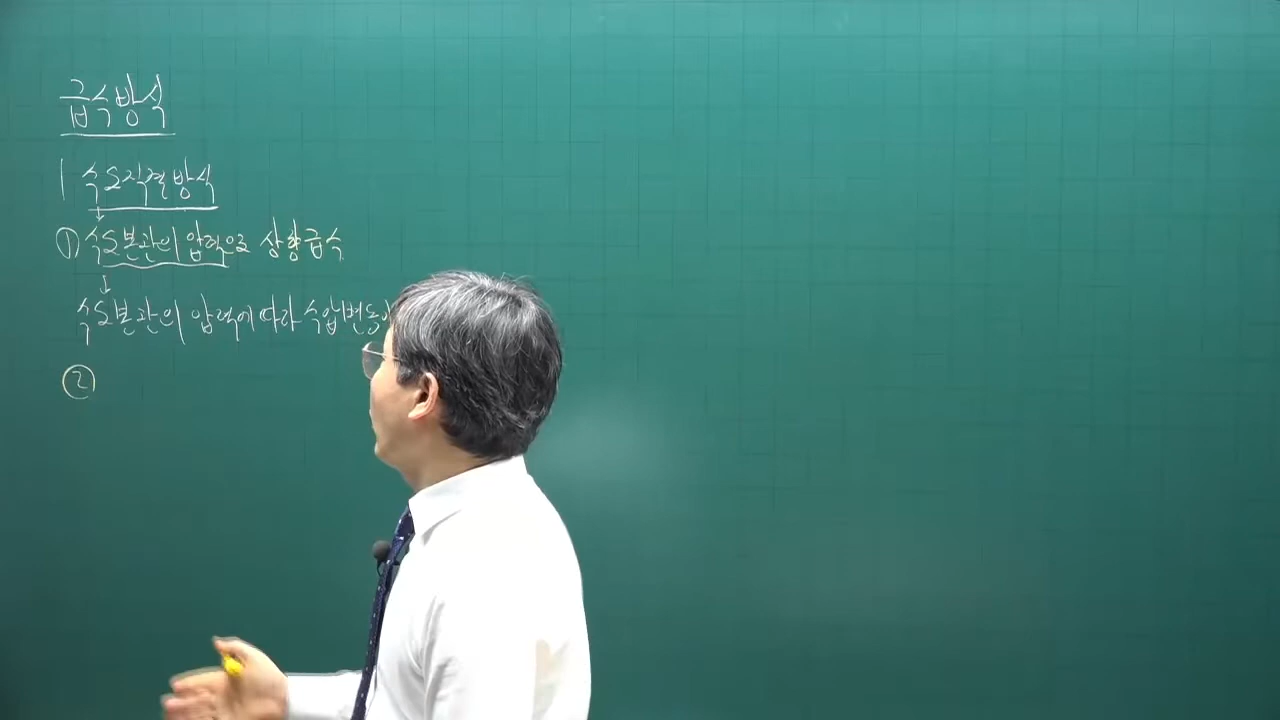 급수방식
1 수도직결방식
① 수도본관의 압력으로 상향급수
수도본관의 압력에 따라 수압변동
②